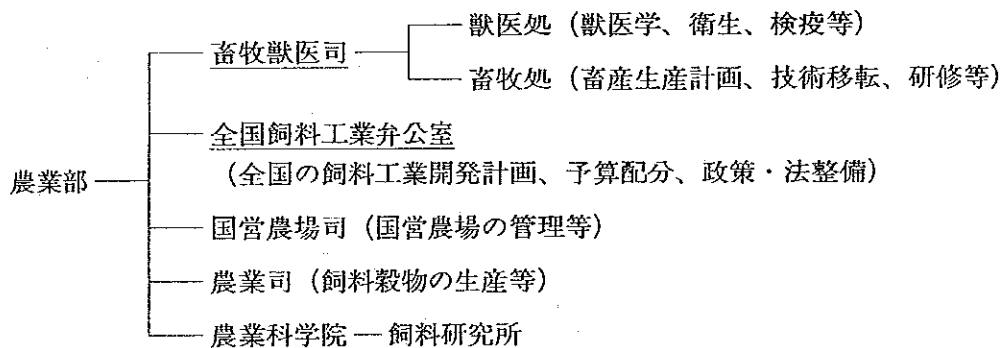 獣医処（獣医学、衛生、検疫等）
畜牧獣医司
畜牧処（畜産生産計画、技術移転、研修等）
全国飼料工業弁公室
（全国の飼料工業開発計画、予算配分、政策・法整備）
農業部
国営農場司（国営農場の管理等）
農業司（飼料穀物の生産等）
農業科学院 — 飼料研究所